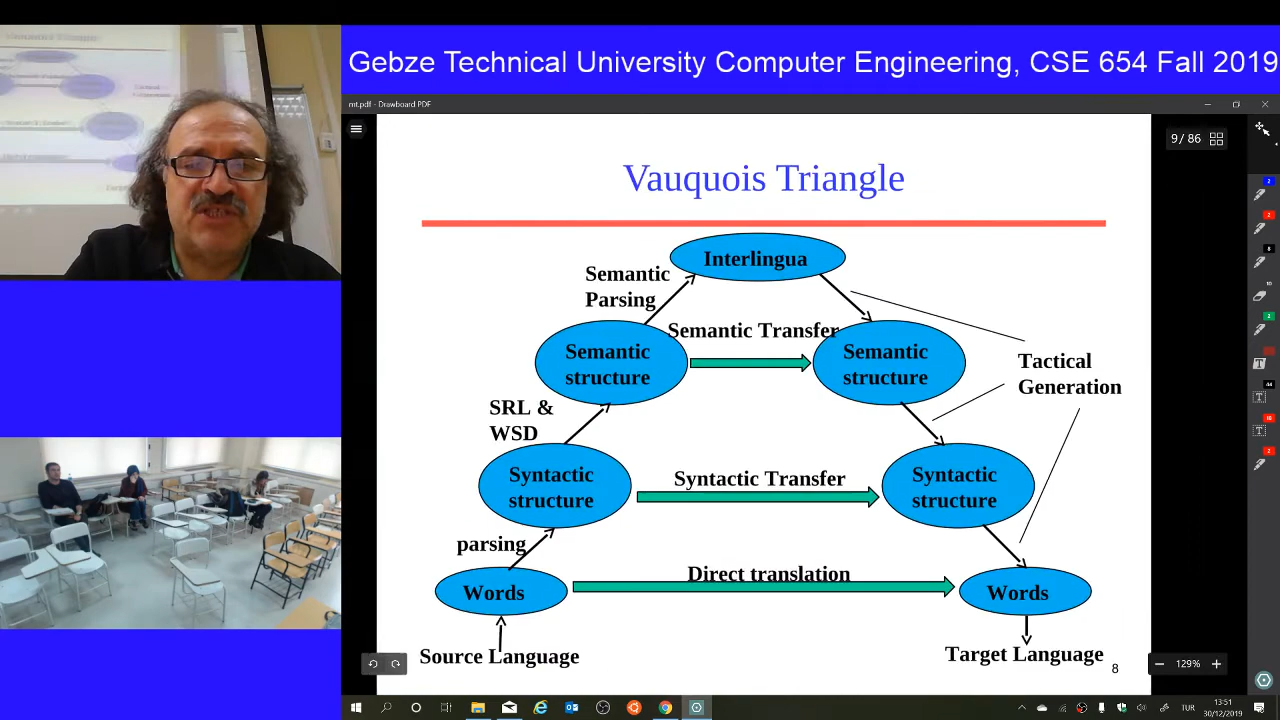 Gebze Technical University Computer Engineering, CSE 654 Fall 2019
mt.pdf - Drawboard PDF
9 / 86
Vauquois Triangle
Interlingua
Semantic
Parsing
Semantic Transfer
Semantic
structure
Semantic
structure
Tactical
Generation
SRL &
WSD
Syntactic
structure
Syntactic Transfer
Syntactic
structure
parsing
Words
Direct translation
Words
Source Language
Target Language
8
129%
TUR
13:51
30/12/2019